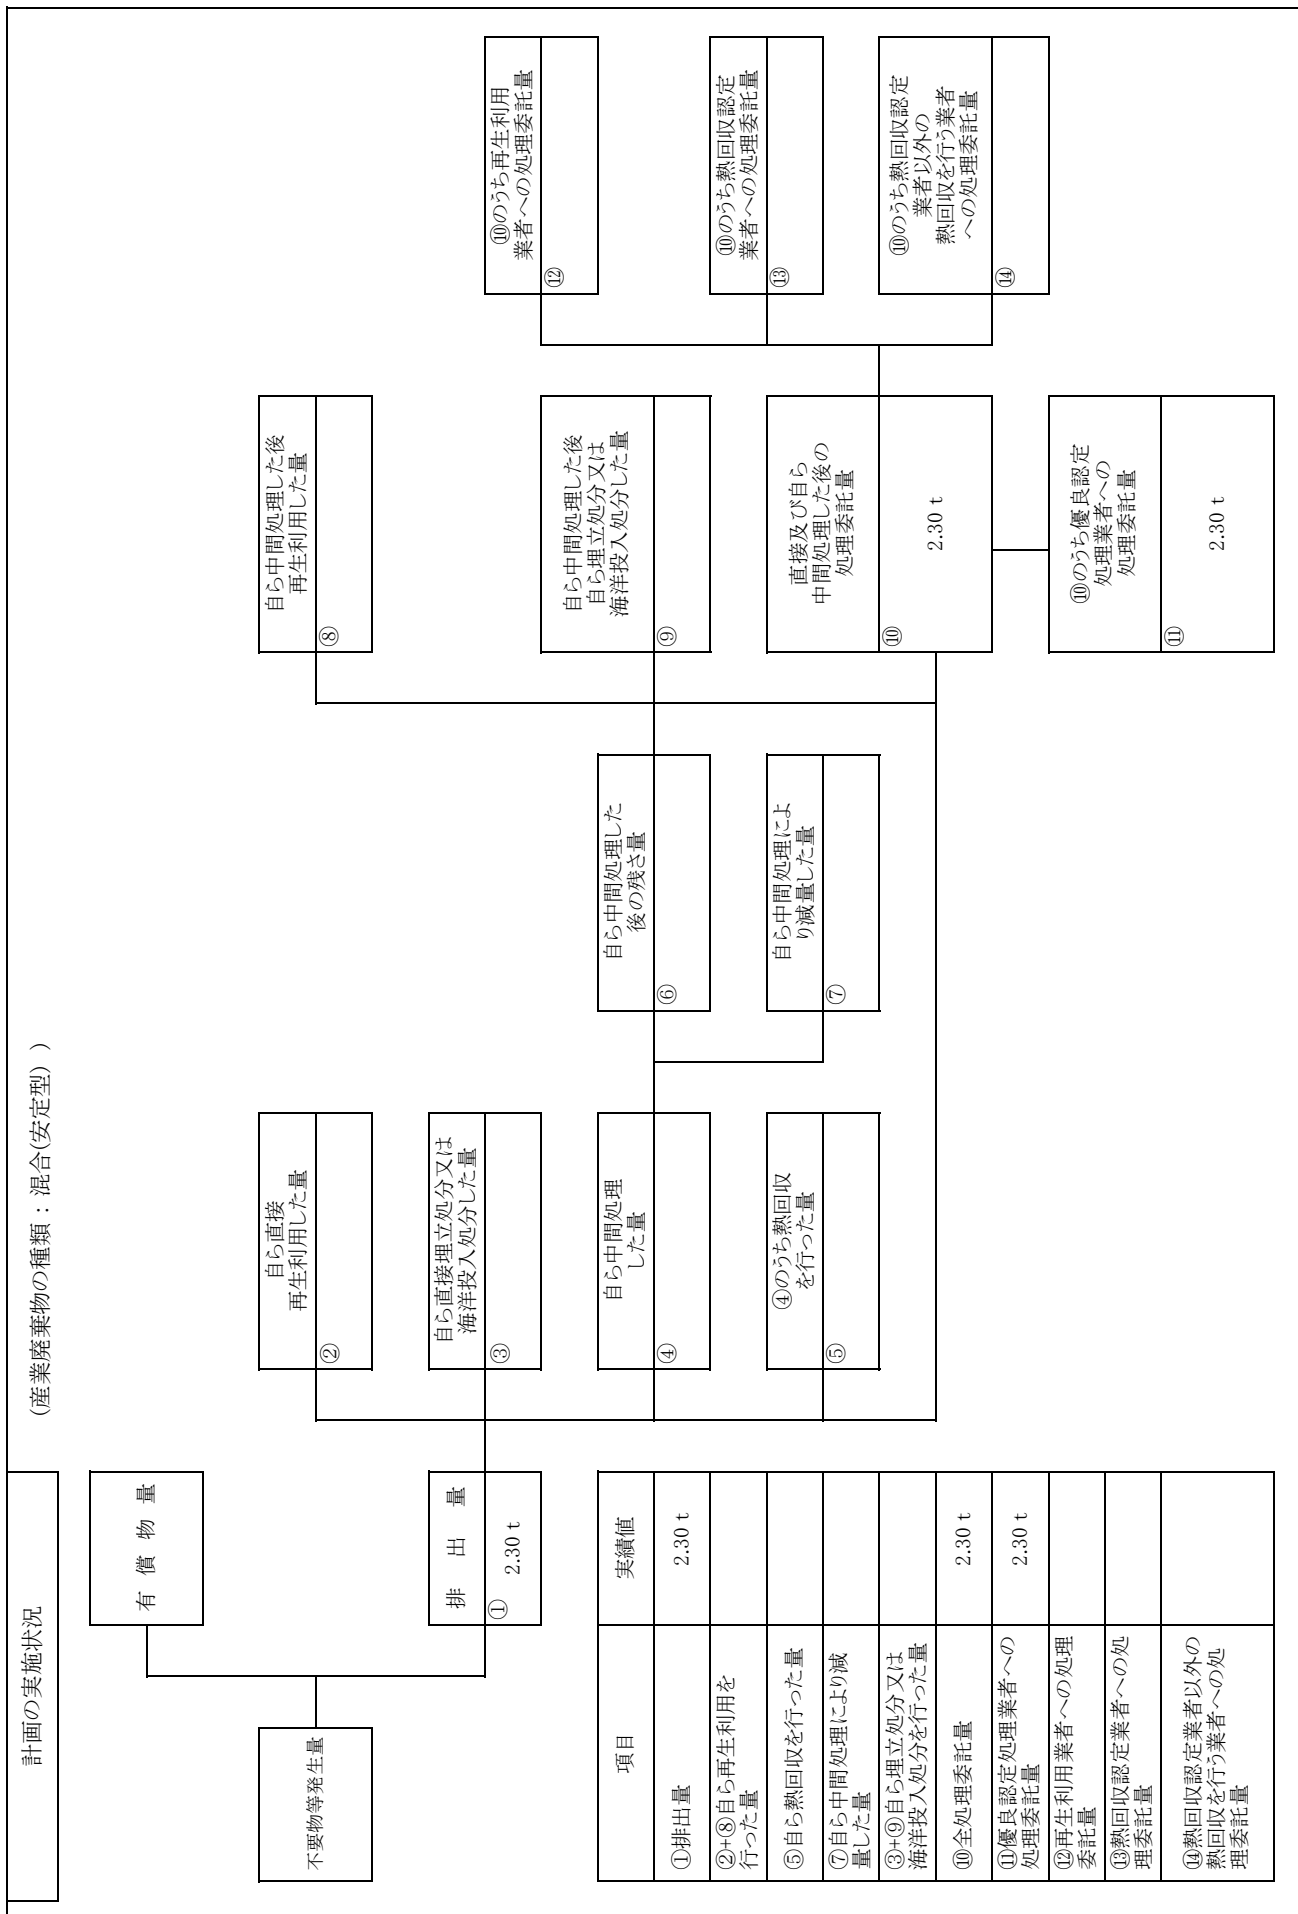 計画の実施状況
(産業廃棄物の種類：混合(安定型) )
不要物等発生量
有 償 物 量
排 出 量
①
2.30 t
自ら直接
再生利用した量
②
自ら直接埋立処分又は
海洋投入処分した量
③
自ら中間処理
した量
④
④のうち熱回収
を行った量
⑤
自ら中間処理した
後の残さ量
⑥
自ら中間処理によ
り減量した量
⑦
自ら中間処理した後
再生利用した量
⑧
自ら中間処理した後
自ら埋立処分又は
海洋投入処分した量
⑨
直接及び自ら
中間処理した後の
処理委託量
⑩
2.30 t
⑩のうち優良認定
処理業者への
処理委託量
⑪
2.30 t
⑩のうち再生利用
業者への処理委託量
⑫
⑩のうち熱回収認定
業者への処理委託量
⑬
⑩のうち熱回収認定
業者以外の
熱回収を行う業者
への処理委託量
⑭
項目
実績値
①排出量
2.30 t
②+⑧自ら再生利用を
行った量
⑤自ら熱回収を行った量
⑦自ら中間処理により減
量した量
③+⑨自ら埋立処分又は
海洋投入処分を行った量
⑩全処理委託量
2.30 t
⑪優良認定処理業者への
処理委託量
2.30 t
⑫再生利用業者への処理
委託量
⑬熱回収認定業者への処
理委託量
⑭熱回収認定業者以外の
熱回収を行う業者への処
理委託量